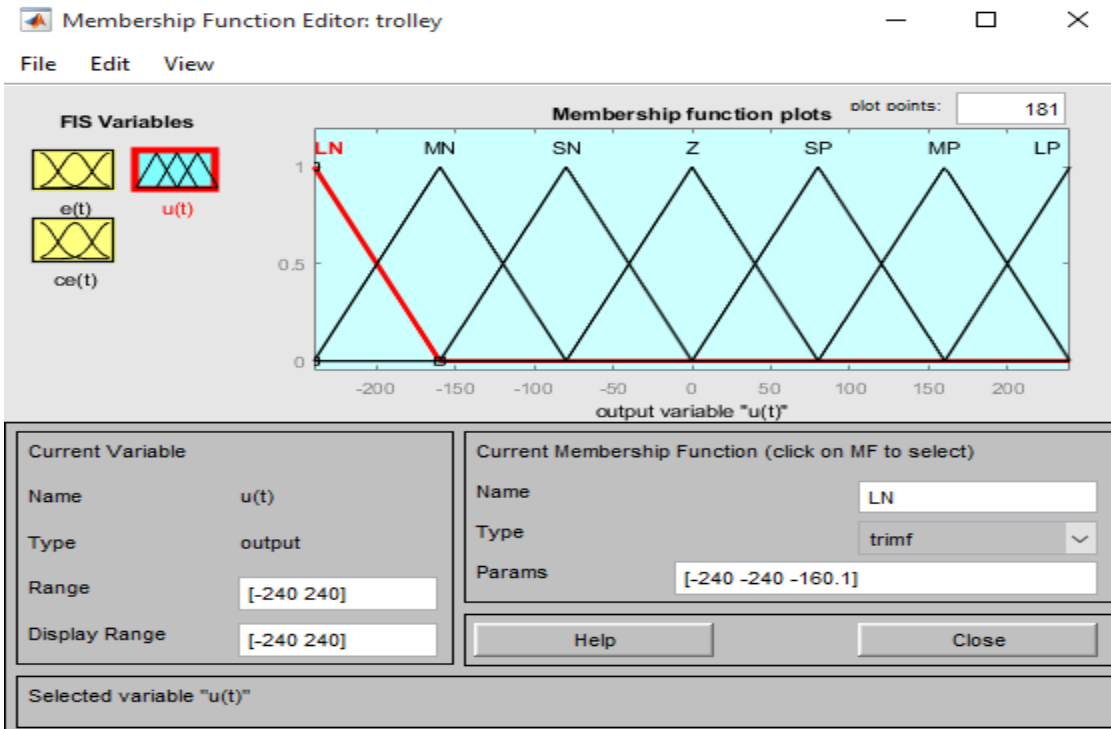 Membership Function Editor: trolley
File Edit View
FIS Variables
e(t) u(t)
ce(t)
Membership function plots plot points: 181
LN MN SN Z SP MP LP
1
0.5
0
-200 -150 -100 -50 0 50 100 150 200
output variable "u(t)"
Current Variable
Name u(t)
Type output
Range [-240 240]
Display Range [-240 240]
Current Membership Function (click on MF to select)
Name LN
Type trimf
Params [-240 -240 -160.1]
Help Close
Selected variable "u(t)"